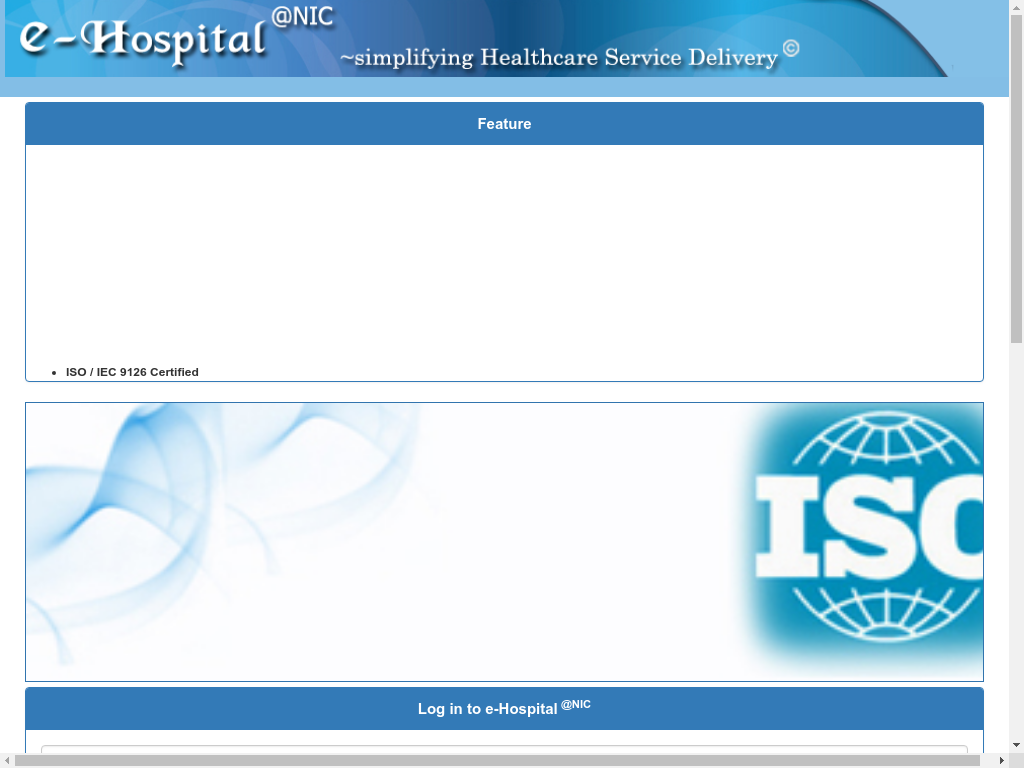 e-Hospital @NIC
~simplifying Healthcare Service Delivery ©
Feature
ISO / IEC 9126 Certified
ISO
Log in to e-Hospital @NIC